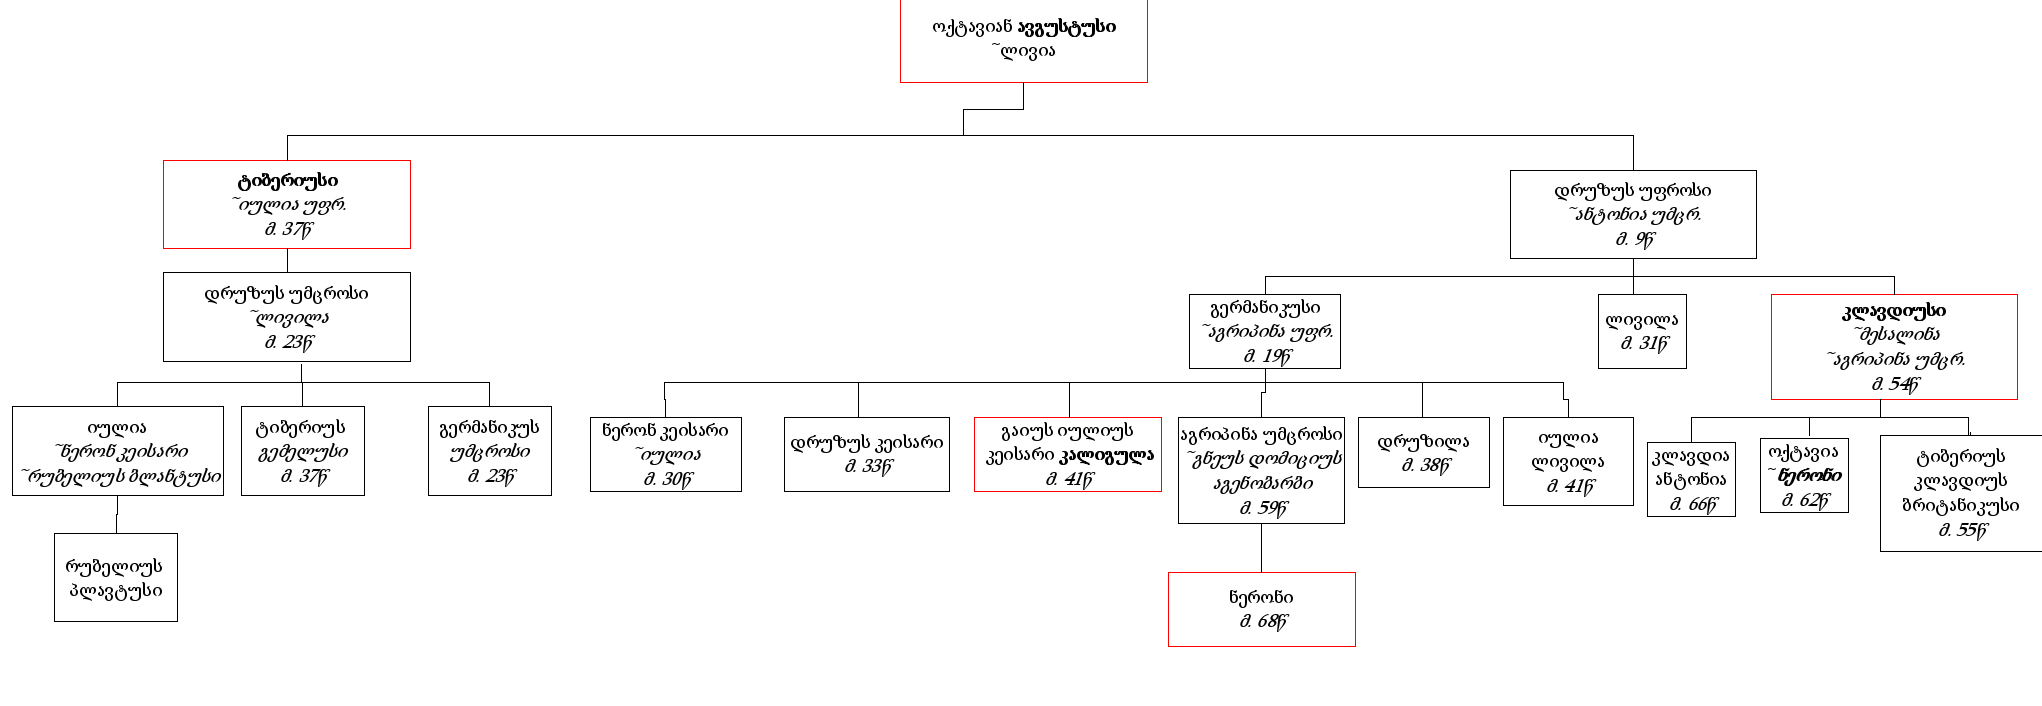 ოქტავიან ავგუსტუსი
~ლივია
ტიბერიუსი
~იულია უფრ.
მ. 37წ
დრუზუს უფროსი
~ანტონია უმცრ.
მ. 9წ
დრუზუს უმცროსი
~ლივილა
მ. 23წ
გერმანიკუსი
~აგრიპინა უფრ.
მ. 19წ
ლივილა
მ. 31წ
კლავდიუსი
~მესალინა
~აგრიპინა უმცრ.
მ. 54წ
იულია
~ნერონ კეისარი
~რუბელიუს ბლანტუსი
ტიბერიუს
გემელუსი
მ. 37წ
გერმანიკუს
უმცროსი
მ. 23წ
ნერონ კეისარი
~იულია
მ. 30წ
დრუზუს კეისარი
მ. 33წ
გაიუს იულიუს
კეისარი კალიგულა
მ. 41წ
აგრიპინა უმცროსი
~გნეუს დომიციუს
აგენობარბი
მ. 59წ
დრუზილა
მ. 38წ
იულია
ლივილა
მ. 41წ
კლავდია
ანტონია
მ. 66წ
ოქტავია
~ნერონი
მ. 62წ
ტიბერიუს
კლავდიუს
ბრიტანიკუსი
მ. 55წ
რუბელიუს
პლავტუსი
ნერონი
მ. 68წ